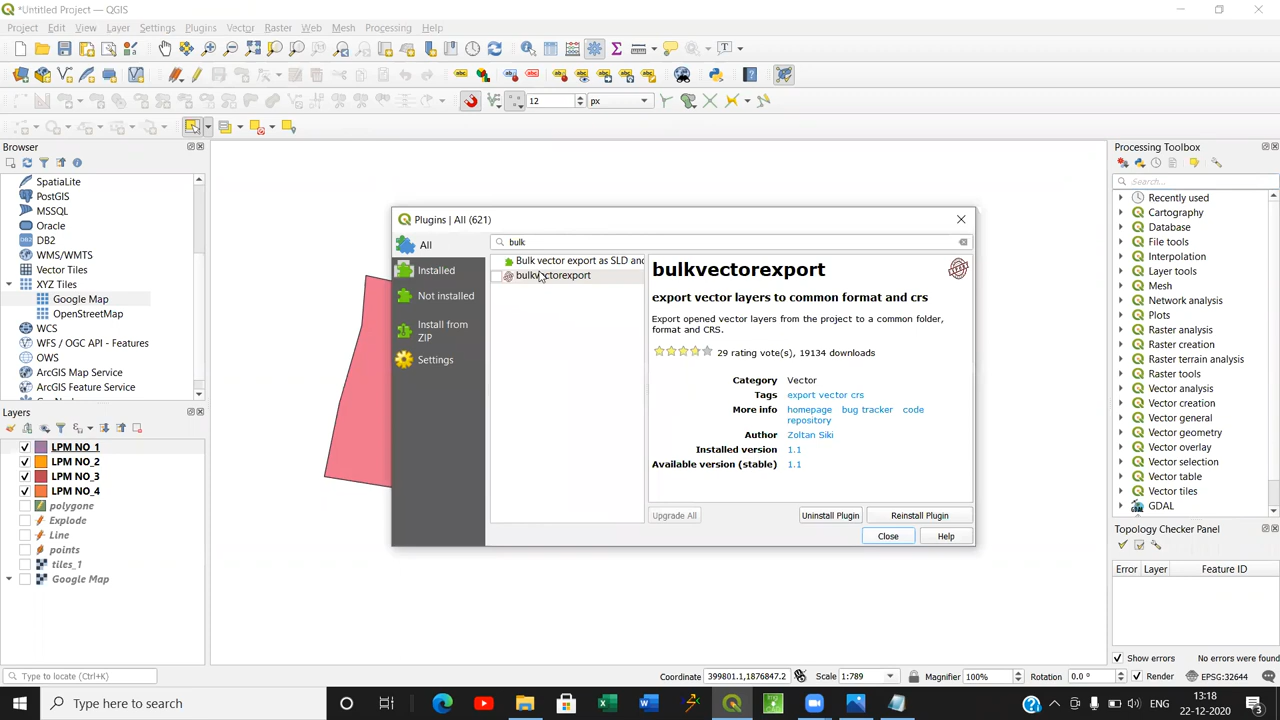 *Untitled Project — QGIS
Project Edit View Layer Settings Plugins Vector Raster Web Mesh Processing Help
12 px
Browser
SpatiaLite
PostGIS
MSSQL
Oracle
DB2
WMS/WMTS
Vector Tiles
XYZ Tiles
Google Map
OpenStreetMap
WCS
WFS / OGC API - Features
OWS
ArcGIS Map Service
ArcGIS Feature Service
Layers
LPM NO_1
LPM NO_2
LPM NO_3
LPM NO_4
polygone
Explode
Line
points
tiles_1
Google Map
Plugins | All (621)
bulk
All
Installed
Not installed
Install from
ZIP
Settings
Bulk vector export as SLD and
bulkvectorexport
bulkvectorexport
export vector layers to common format and crs
Export opened vector layers from the project to a common folder,
format and CRS.
29 rating vote(s), 19134 downloads
Category Vector
Tags export vector crs
More info homepage bug tracker code
repository
Author Zoltan Siki
Installed version 1.1
Available version (stable) 1.1
Upgrade All Uninstall Plugin Reinstall Plugin
Close Help
Processing Toolbox
Search...
Recently used
Cartography
Database
File tools
Interpolation
Layer tools
Mesh
Network analysis
Plots
Raster analysis
Raster creation
Raster terrain analysis
Raster tools
Vector analysis
Vector creation
Vector general
Vector geometry
Vector overlay
Vector selection
Vector table
Vector tiles
GDAL
Topology Checker Panel
Error Layer Feature ID
Show errors No errors were found
Type to locate (Ctrl+K) Coordinate 399801.1,1876847.2 Scale 1:789 Magnifier 100% Rotation 0.0 ° Render EPSG:32644
Type here to search
ENG
13:18
22-12-2020